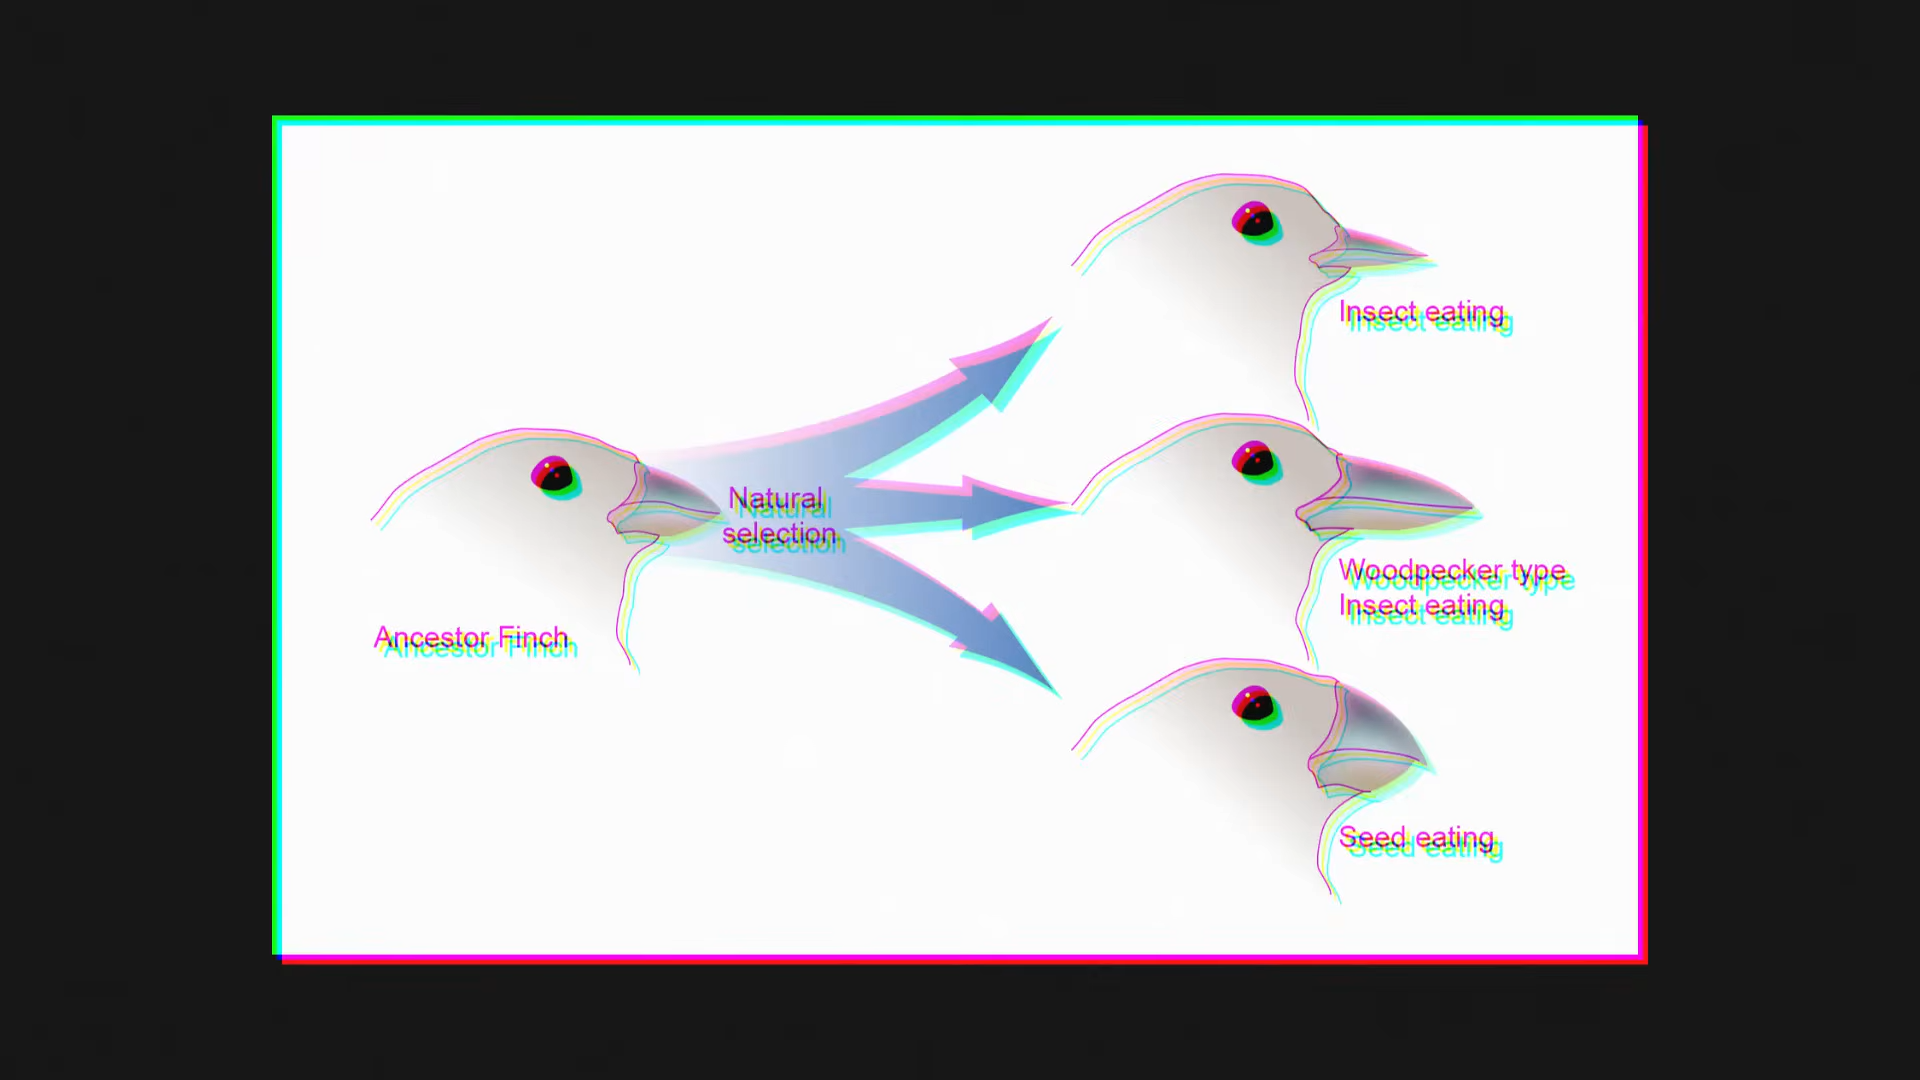 Insect eating
Natural
selection
Woodpecker type
Insect eating
Ancestor Finch
Seed eating